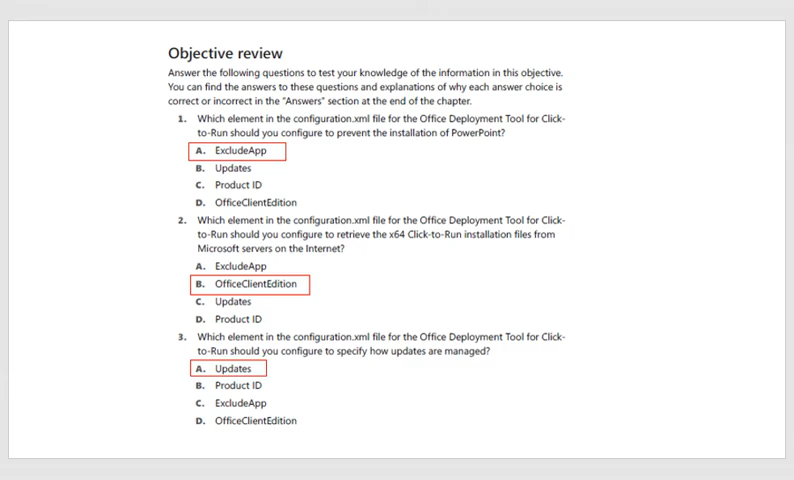 Objective review
Answer the following questions to test your knowledge of the information in this objective.
You can find the answers to these questions and explanations of why each answer choice is
correct or incorrect in the "Answers" section at the end of the chapter.
1. Which element in the configuration.xml file for the Office Deployment Tool for Click-
to-Run should you configure to prevent the installation of PowerPoint?
A. ExcludeApp
B. Updates
C. Product ID
D. OfficeClientEdition
2. Which element in the configuration.xml file for the Office Deployment Tool for Click-
to-Run should you configure to retrieve the x64 Click-to-Run installation files from
Microsoft servers on the Internet?
A. ExcludeApp
B. OfficeClientEdition
C. Updates
D. Product ID
3. Which element in the configuration.xml file for the Office Deployment Tool for Click-
to-Run should you configure to specify how updates are managed?
A. Updates
B. Product ID
C. ExcludeApp
D. OfficeClientEdition